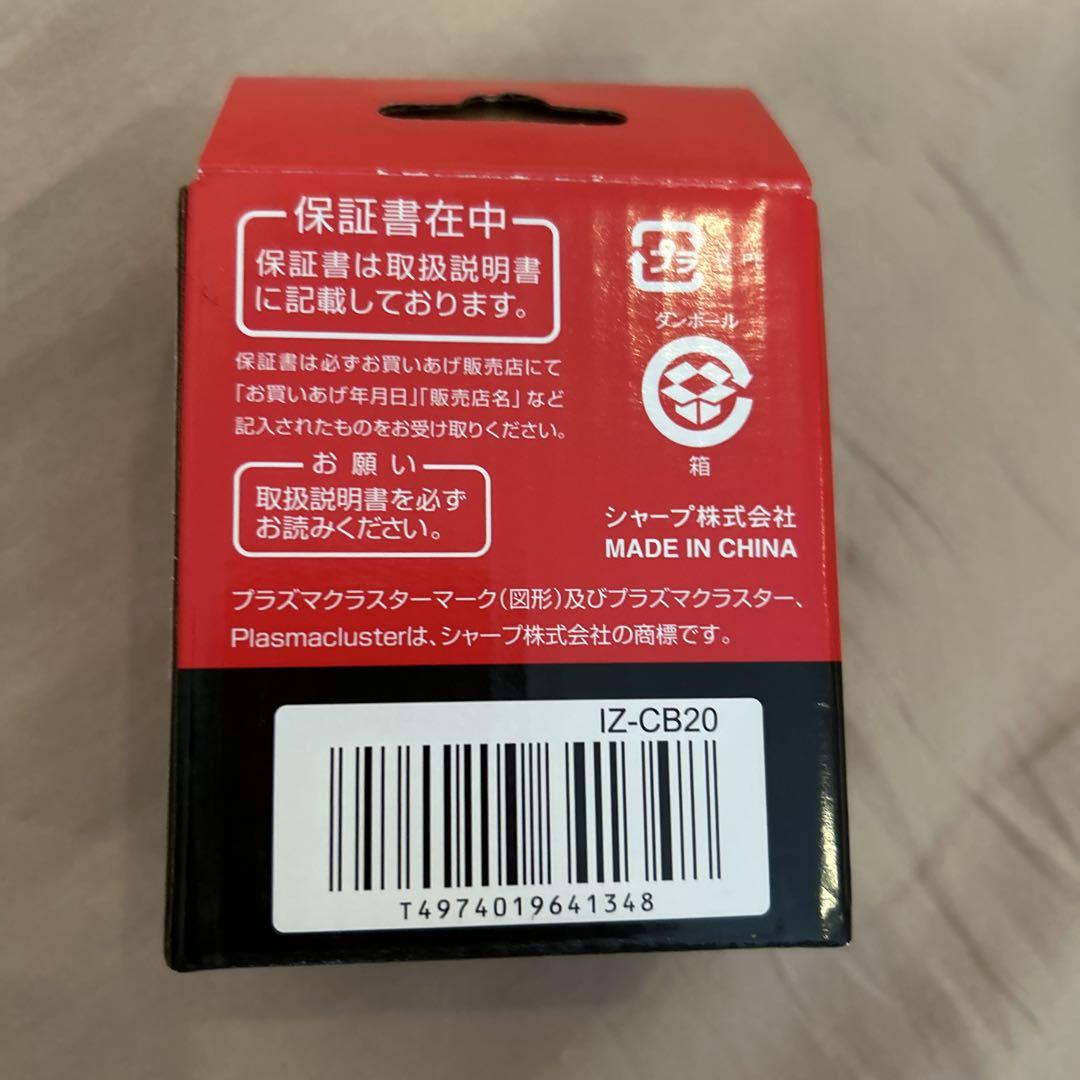 保証書在中
保証書は取扱説明書
に記載しております。
保証書は必ずお買いあげ販売店にて
「お買いあげ年月日」「販売店名」など
記入されたものをお受け取りください。
お願い
取扱説明書を必ず
お読みください。
プラ
ダンボール
箱
シャープ株式会社
MADE IN CHINA
プラズマクラスターマーク(図形)及びプラズマクラスター、
Plasmaclusterは、シャープ株式会社の商標です。
IZ-CB20
T4974019641348